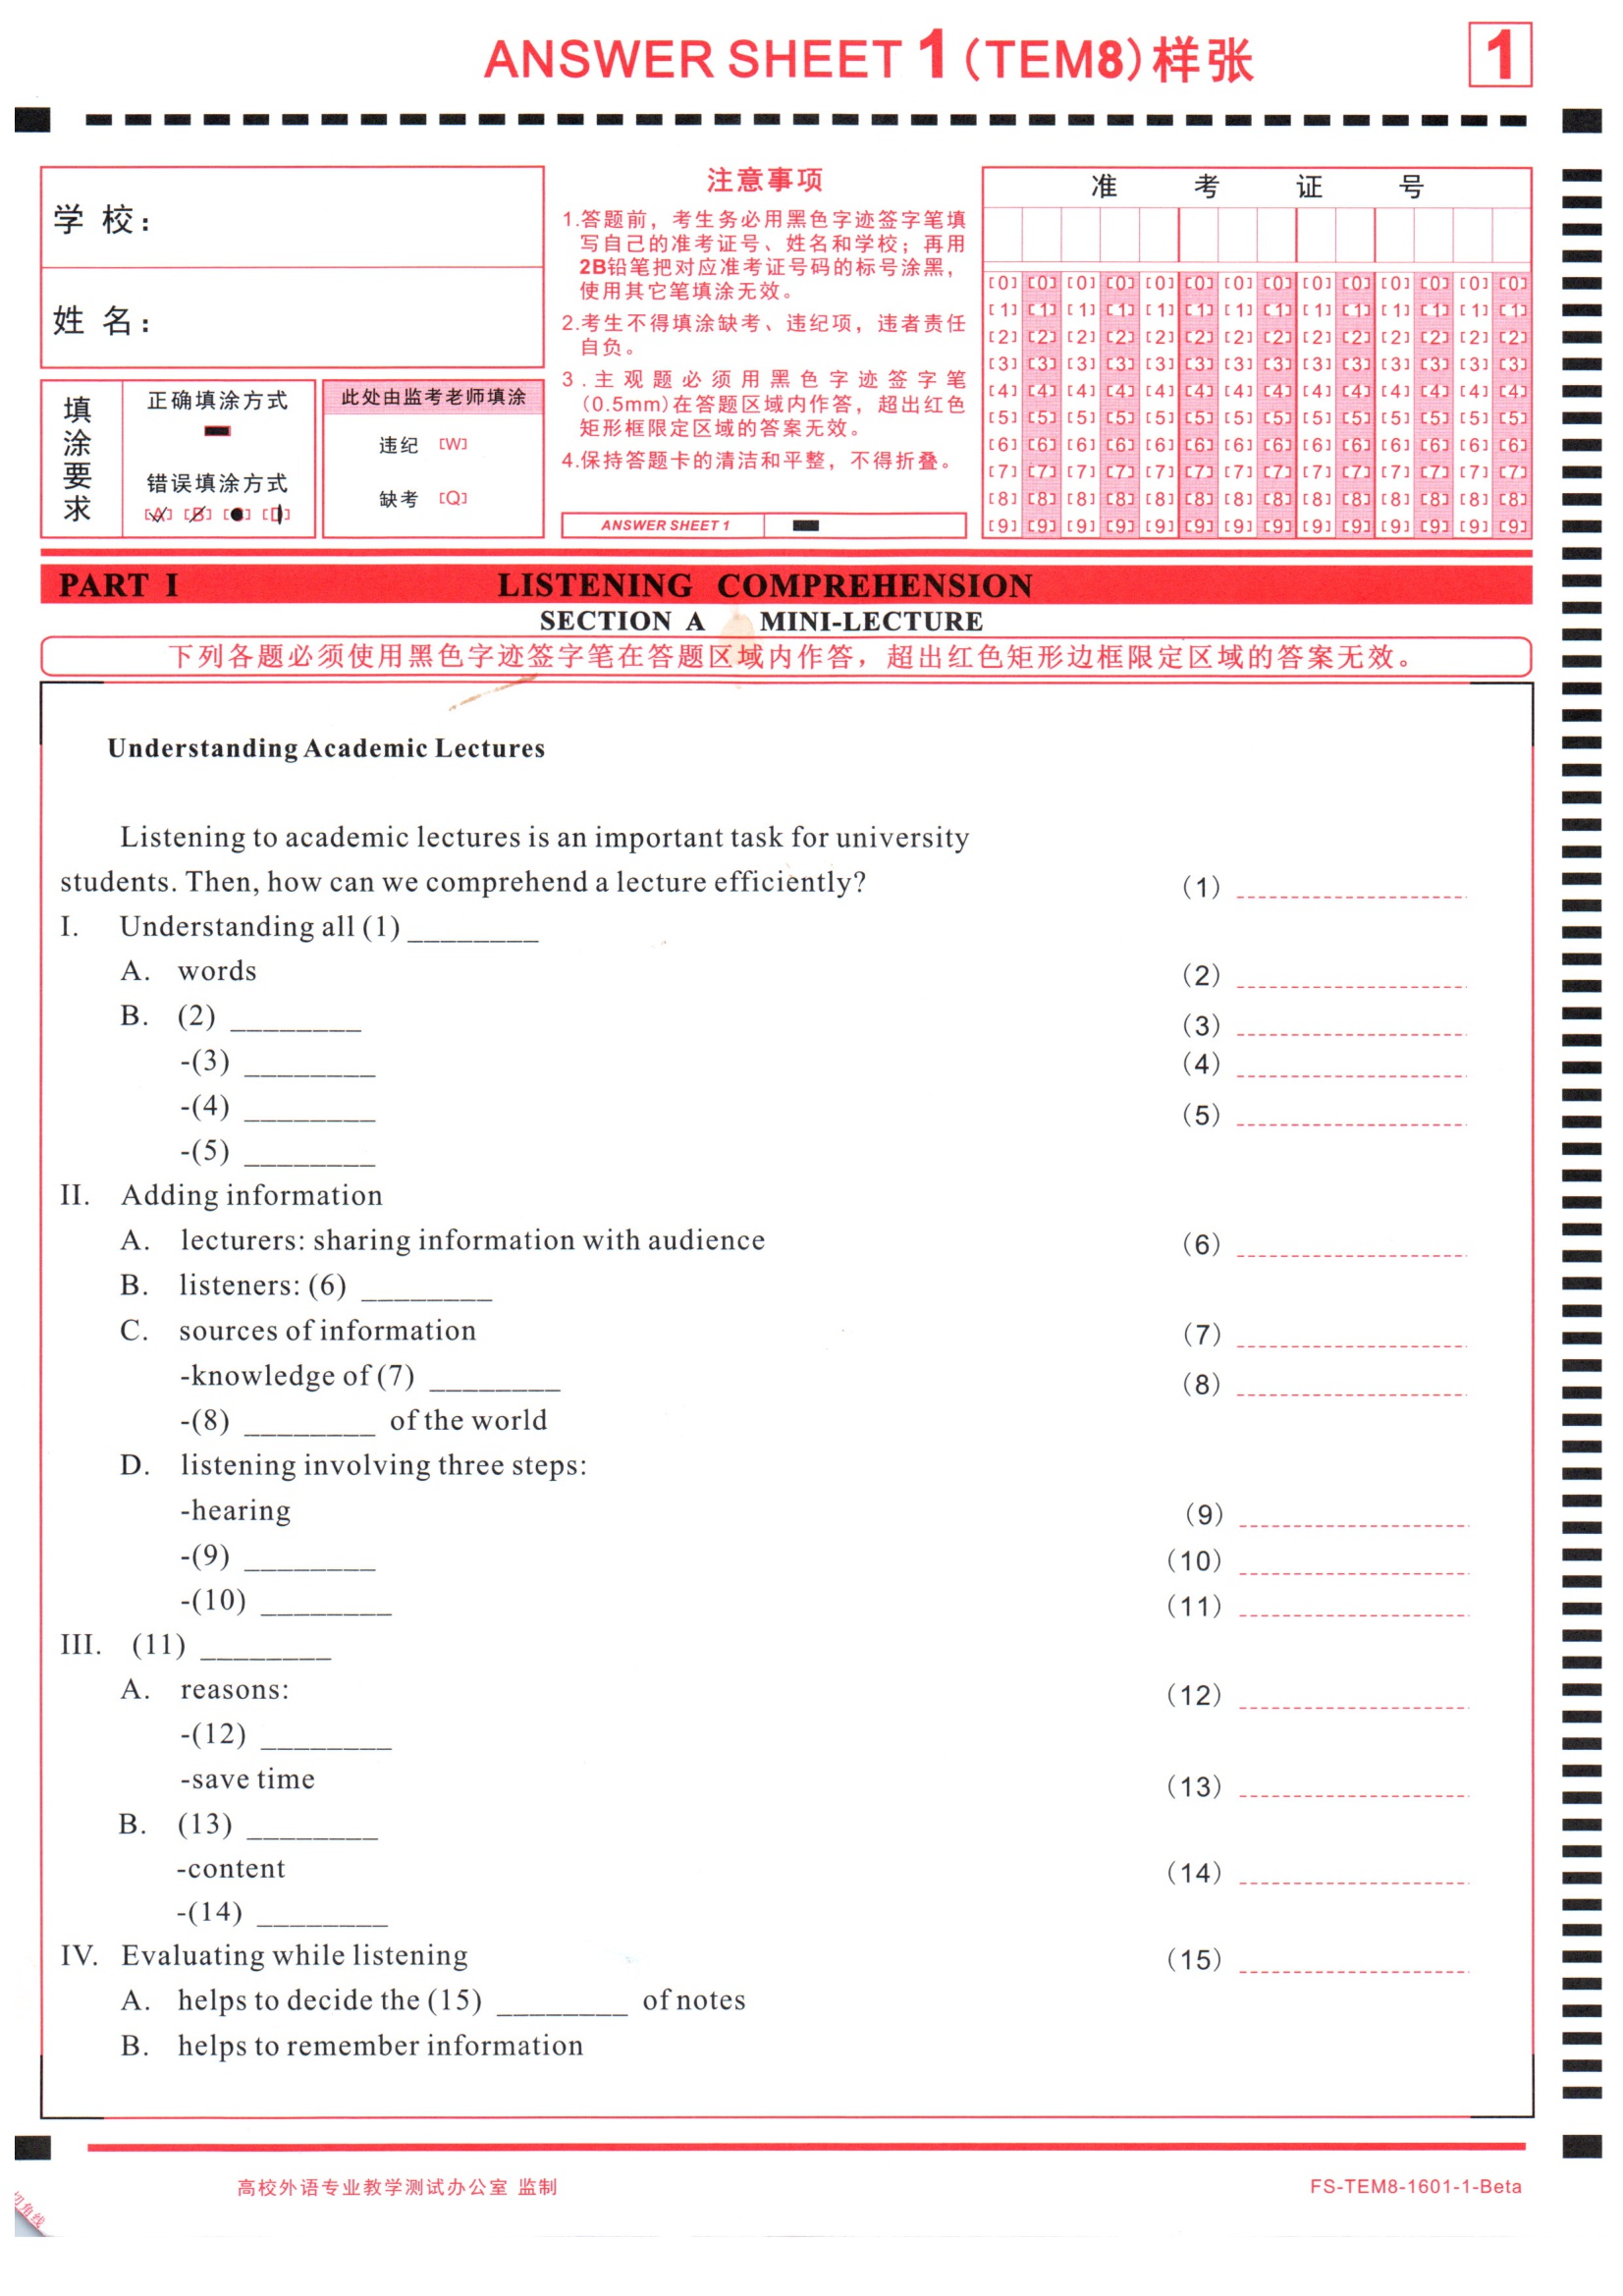 ANSWER SHEET 1 (TEM8) 样张
1
学 校：
姓 名：
填涂要求
正确填涂方式
错误填涂方式
[A] [B] [C] [D]
此处由监考老师填涂
违纪 [W]
缺考 [Q]
注意事项
1.答题前，考生务必用黑色字迹签字笔填
写自己的准考证号、姓名和学校；再用
2B铅笔把对应准考证号码的标号涂黑，
使用其它笔填涂无效。
2.考生不得填涂缺考、违纪项，违者责任
自负。
3.主观题必须用黑色字迹签字笔
(0.5mm)在答题区域内作答，超出红色
矩形框限定区域的答案无效。
4.保持答题卡的清洁和平整，不得折叠。
ANSWER SHEET 1
准 考 证 号
[0] [0] [0] [0] [0] [0] [0] [0] [0] [0] [0] [0] [0] [0]
[1] [1] [1] [1] [1] [1] [1] [1] [1] [1] [1] [1] [1] [1]
[2] [2] [2] [2] [2] [2] [2] [2] [2] [2] [2] [2] [2] [2]
[3] [3] [3] [3] [3] [3] [3] [3] [3] [3] [3] [3] [3] [3]
[4] [4] [4] [4] [4] [4] [4] [4] [4] [4] [4] [4] [4] [4]
[5] [5] [5] [5] [5] [5] [5] [5] [5] [5] [5] [5] [5] [5]
[6] [6] [6] [6] [6] [6] [6] [6] [6] [6] [6] [6] [6] [6]
[7] [7] [7] [7] [7] [7] [7] [7] [7] [7] [7] [7] [7] [7]
[8] [8] [8] [8] [8] [8] [8] [8] [8] [8] [8] [8] [8] [8]
[9] [9] [9] [9] [9] [9] [9] [9] [9] [9] [9] [9] [9] [9]
PART I LISTENING COMPREHENSION
SECTION A MINI-LECTURE
下列各题必须使用黑色字迹签字笔在答题区域内作答，超出红色矩形边框限定区域的答案无效。
Understanding Academic Lectures
Listening to academic lectures is an important task for university
students. Then, how can we comprehend a lecture efficiently?
(1) ________
I. Understanding all (1) ________
A. words
(2) ________
B. (2) ________
(3) ________
-(3) ________
(4) ________
-(4) ________
(5) ________
-(5) ________
II. Adding information
A. lecturers: sharing information with audience
(6) ________
B. listeners: (6) ________
C. sources of information
(7) ________
-knowledge of (7) ________
(8) ________
-(8) ________ of the world
D. listening involving three steps:
-hearing
(9) ________
-(9) ________
(10) ________
-(10) ________
(11) ________
III. (11) ________
A. reasons:
(12) ________
-(12) ________
-save time
(13) ________
B. (13) ________
-content
(14) ________
-(14) ________
IV. Evaluating while listening
(15) ________
A. helps to decide the (15) ________ of notes
B. helps to remember information
高校外语专业教学测试办公室 监制
FS-TEM8-1601-1-Beta
切角线